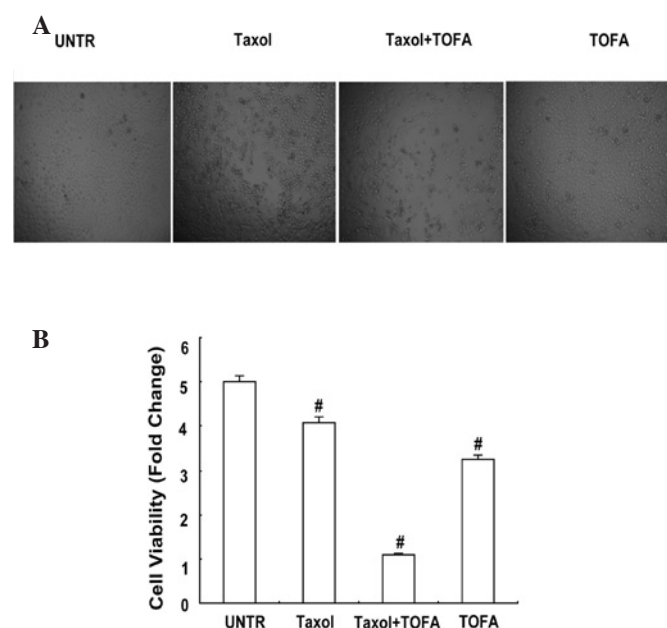 A
UNTR Taxol Taxol+TOFA TOFA
B
Cell Viability (Fold Change)
6
5
4
3
2
1
0
# # #
UNTR Taxol Taxol+TOFA TOFA